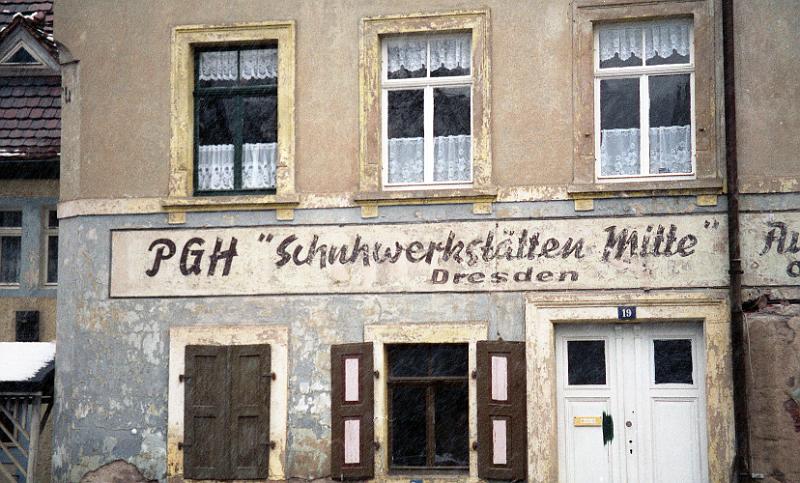 PGH "Schuhwerkstätten Mitte"
Dresden
19